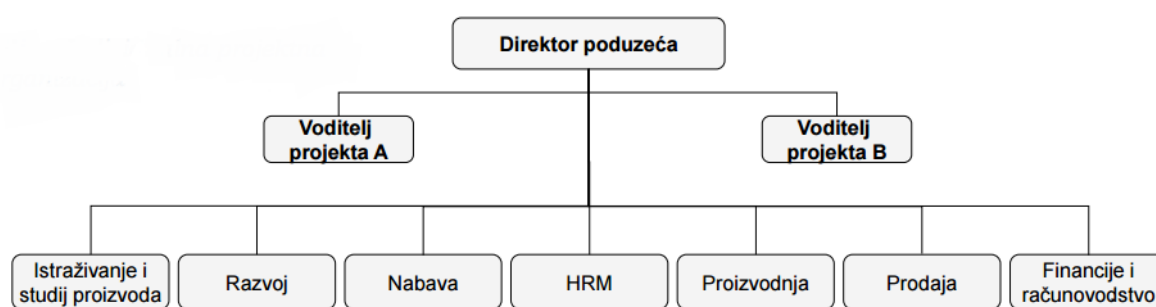 Direktor poduzeća
Voditelj
projekta A
Voditelj
projekta B
Istraživanje i
studij proizvoda
Razvoj
Nabava
HRM
Proizvodnja
Prodaja
Financije i
računovodstvo